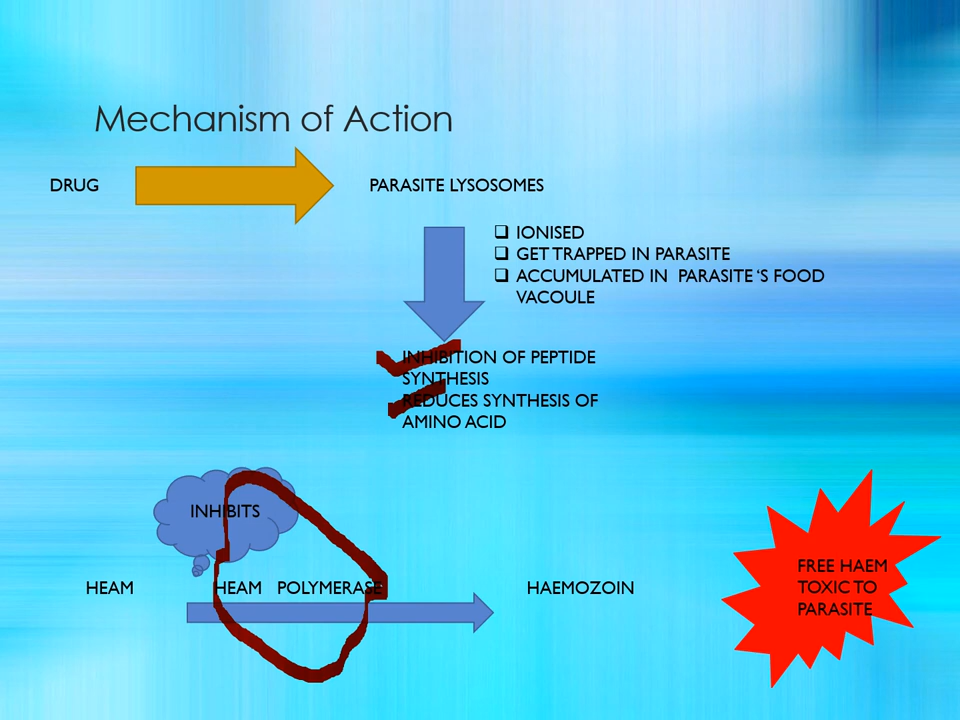 Mechanism of Action
DRUG
PARASITE LYSOSOMES
IONISED
GET TRAPPED IN PARASITE
ACCUMULATED IN PARASITE ‘S FOOD
VACOULE
INHIBITION OF PEPTIDE
SYNTHESIS
REDUCES SYNTHESIS OF
AMINO ACID
INHIBITS
HEAM
HEAM POLYMERASE
HAEMOZOIN
FREE HAEM
TOXIC TO
PARASITE